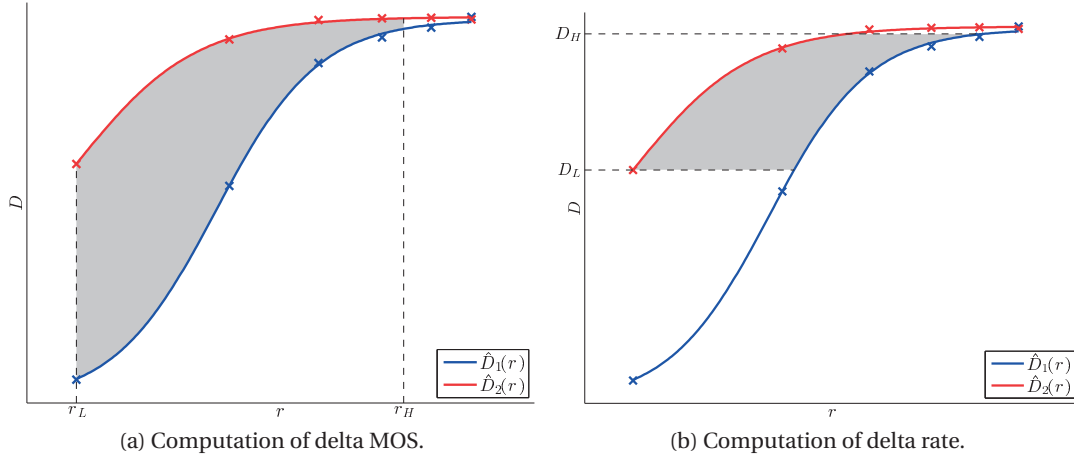 D
r_L
r
r_H
D̂₁(r)
D̂₂(r)
(a) Computation of delta MOS.
D_H
D_L
D
r
D̂₁(r)
D̂₂(r)
(b) Computation of delta rate.